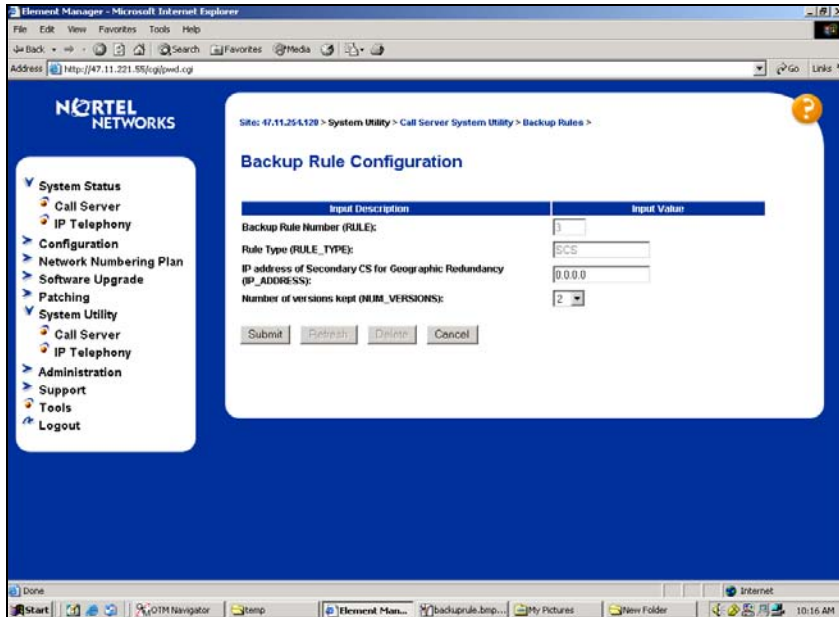 Element Manager - Microsoft Internet Explorer
File Edit View Favorites Tools Help
Back Search Favorites Media
Address http://47.11.221.55/cgi/pwd.cgi Go Links
NORTEL
NETWORKS
Site: 47.11.254.120 > System Utility > Call Server System Utility > Backup Rules >
Backup Rule Configuration
System Status
Call Server
IP Telephony
Configuration
Network Numbering Plan
Software Upgrade
Patching
System Utility
Call Server
IP Telephony
Administration
Support
Tools
Logout
Input Description Input Value
Backup Rule Number (RULE): 3
Rule Type (RULE_TYPE): SCS
IP address of Secondary CS for Geographic Redundancy
(IP_ADDRESS): 0.0.0.0
Number of versions kept (NUM_VERSIONS): 2
Submit Refresh Delete Cancel
?
Done Internet
Start OTM Navigator temp Element Man... backuprule.bmp... My Pictures New Folder 10:16 AM